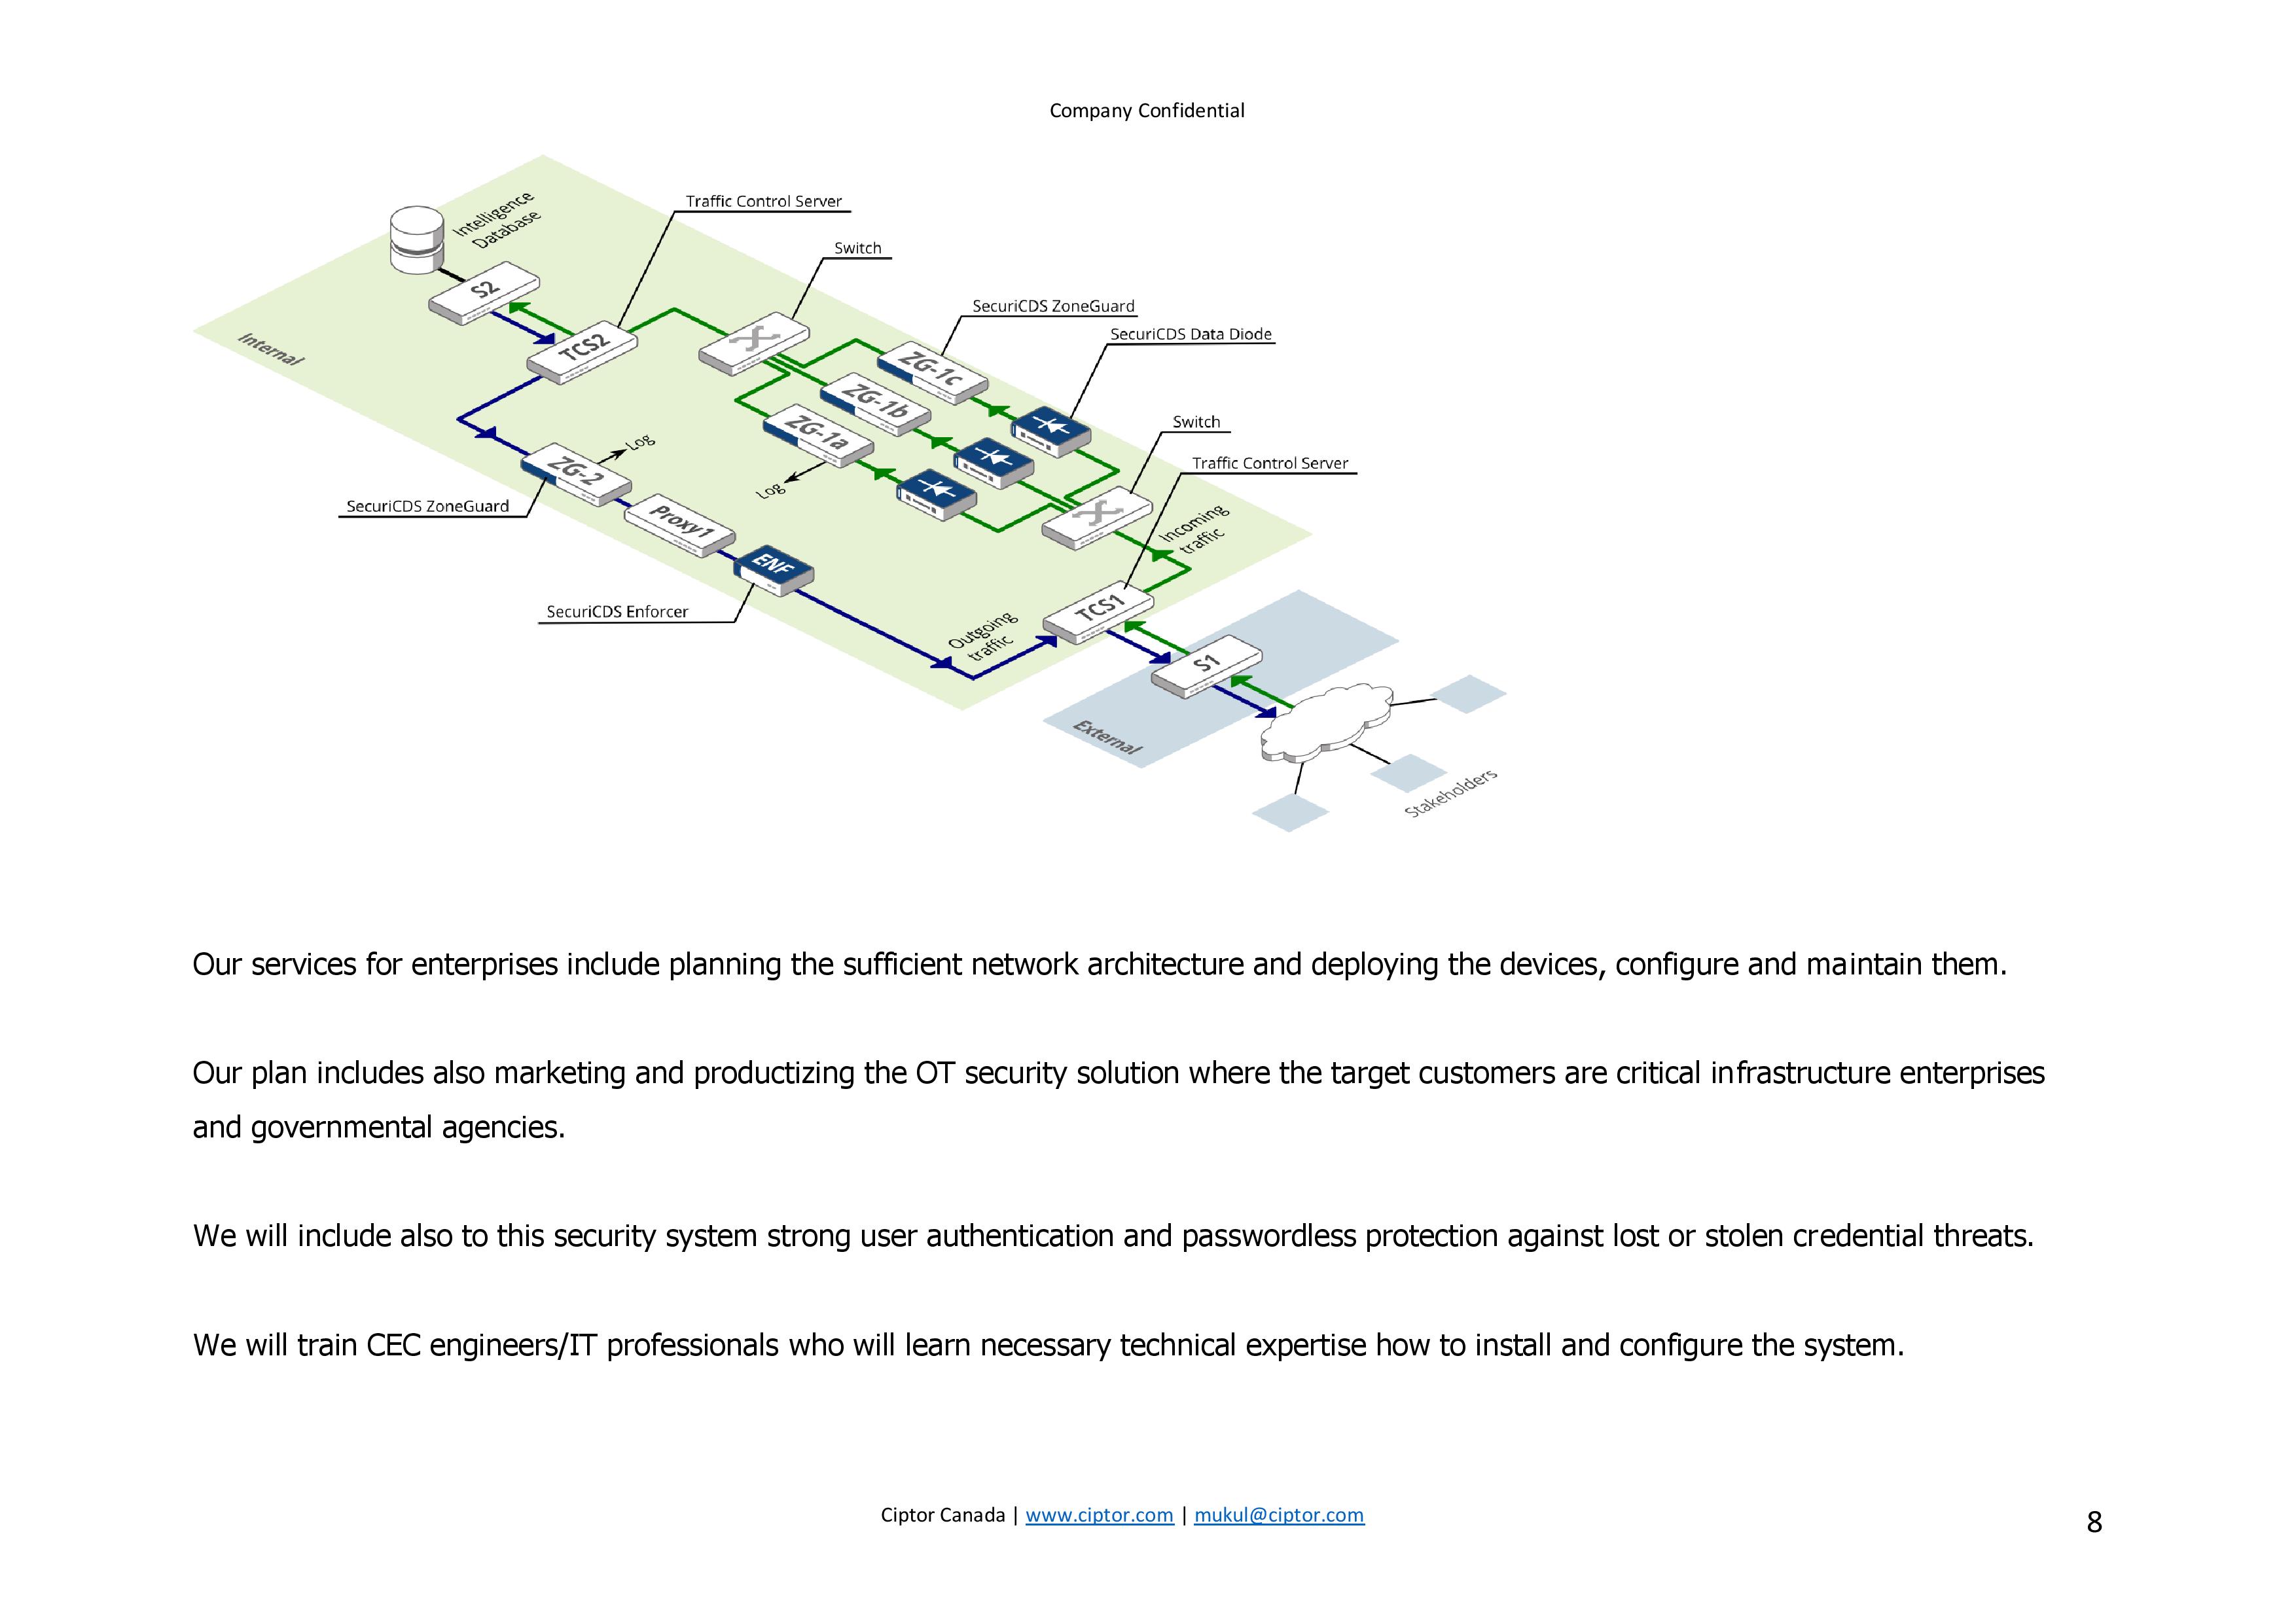 Company Confidential
Intelligence
Database
Traffic Control Server
Switch
S2
SecuriCDS ZoneGuard
SecuriCDS Data Diode
Internal
TCS2
ZG-1c
ZG-1b
ZG-1a
Switch
Traffic Control Server
Log
ZG-2
Log
SecuriCDS ZoneGuard
Proxy1
Incoming
traffic
ENF
SecuriCDS Enforcer
TCS1
Outgoing
traffic
S1
External
Stakeholders
Our services for enterprises include planning the sufficient network architecture and deploying the devices, configure and maintain them.
Our plan includes also marketing and productizing the OT security solution where the target customers are critical infrastructure enterprises
and governmental agencies.
We will include also to this security system strong user authentication and passwordless protection against lost or stolen credential threats.
We will train CEC engineers/IT professionals who will learn necessary technical expertise how to install and configure the system.
Ciptor Canada | www.ciptor.com | mukul@ciptor.com
8